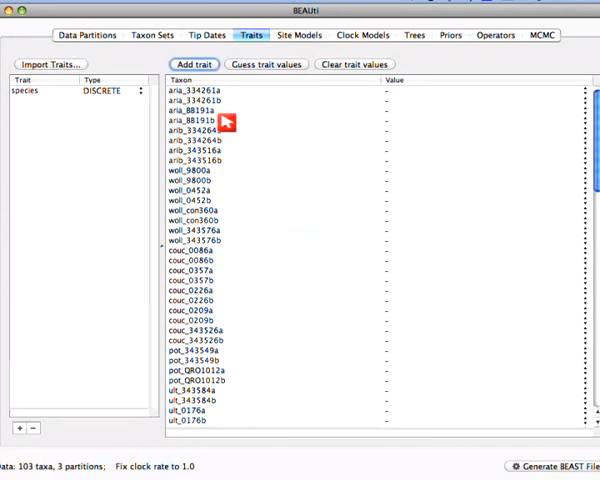 BEAUti
Data Partitions Taxon Sets Tip Dates Traits Site Models Clock Models Trees Priors Operators MCMC
Import Traits... Add trait Guess trait values Clear trait values
Trait Type Taxon Value
species DISCRETE aria_334261a -
aria_334261b -
aria_88191a -
aria_88191b -
arib_334264 -
arib_334264b -
arib_343516a -
arib_343516b -
woll_9800a -
woll_9800b -
woll_0452a -
woll_0452b -
woll_con360a -
woll_con360b -
woll_343576a -
woll_343576b -
couc_0086a -
couc_0086b -
couc_0357a -
couc_0357b -
couc_0226a -
couc_0226b -
couc_0209a -
couc_0209b -
couc_343526a -
couc_343526b -
pot_343549a -
pot_343549b -
pot_QRO1012a -
pot_QRO1012b -
ult_343584a -
ult_343584b -
ult_0176a -
ult_0176b -
+ -
Data: 103 taxa, 3 partitions; Fix clock rate to 1.0 Generate BEAST File